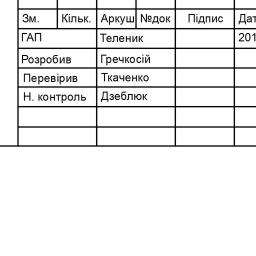 Зм. Кільк. Аркуш №док Підпис Дат
ГАП Теленик 201
Розробив Гречкосій
Перевірив Ткаченко
Н. контроль Дзеблюк